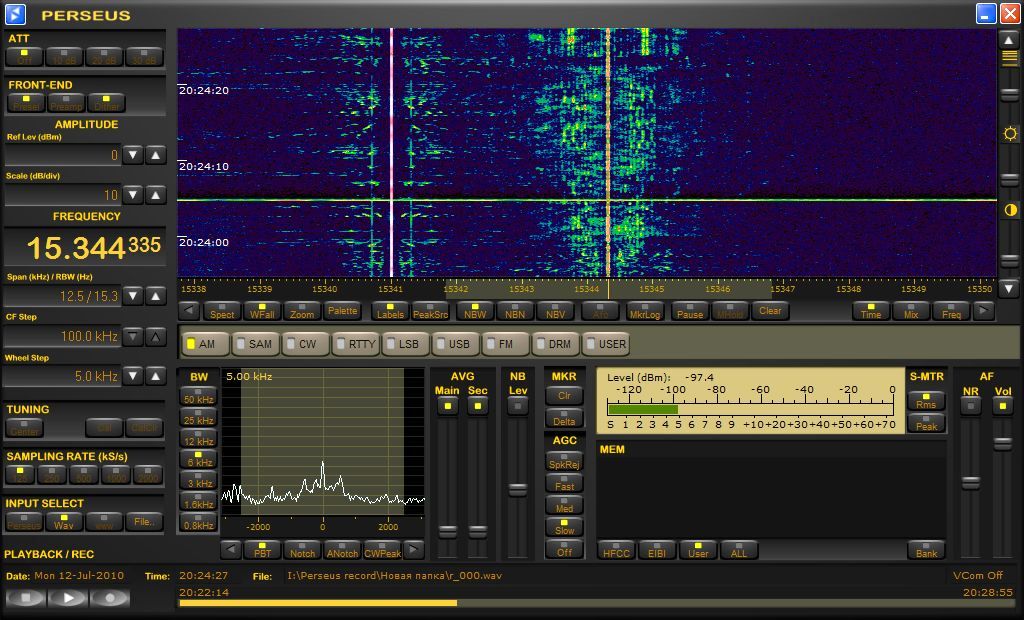 PERSEUS
ATT
Off 10 dB 20 dB 30 dB
FRONT-END
Presel Preamp Dither
AMPLITUDE
Ref Lev (dBm)
0
Scale (dB/div)
10
FREQUENCY
15.344335
Span (kHz) / RBW (Hz)
12.5 / 15.3
CF Step
100.0 kHz
Wheel Step
5.0 kHz
TUNING
Center Cal CalClr
SAMPLING RATE (kS/s)
125 250 500 1000 2000
INPUT SELECT
Perseus Wav www File..
20:24:20
20:24:10
20:24:00
15338 15339 15340 15341 15342 15343 15344 15345 15346 15347 15348 15349 15350
Spect WFall Zoom Palette Labels PeakSrc NBW NBN NBV Afo MkrLog Pause MHold Clear Time Mix Freq
AM SAM CW RTTY LSB USB FM DRM USER
BW
50 kHz
25 kHz
12 kHz
6 kHz
3 kHz
1.6kHz
0.8kHz
5.00 kHz
-2000 0 2000
PBT Notch ANotch CWPeak
AVG
Main Sec
NB
Lev
MKR
Clr
Delta
AGC
SpkRej
Fast
Med
Slow
Off
Level (dBm): -97.4
-120 -100 -80 -60 -40 -20 0
S 1 2 3 4 5 6 7 8 9 +10+20+30+40+50+60+70
S-MTR
Rms
Peak
MEM
HFCC EIBI User ALL Bank
AF
NR Vol
PLAYBACK / REC
Date: Mon 12-Jul-2010 Time: 20:24:27 File: I:\Perseus record\Новая папка\r_000.wav VCom Off
20:22:14 20:28:55